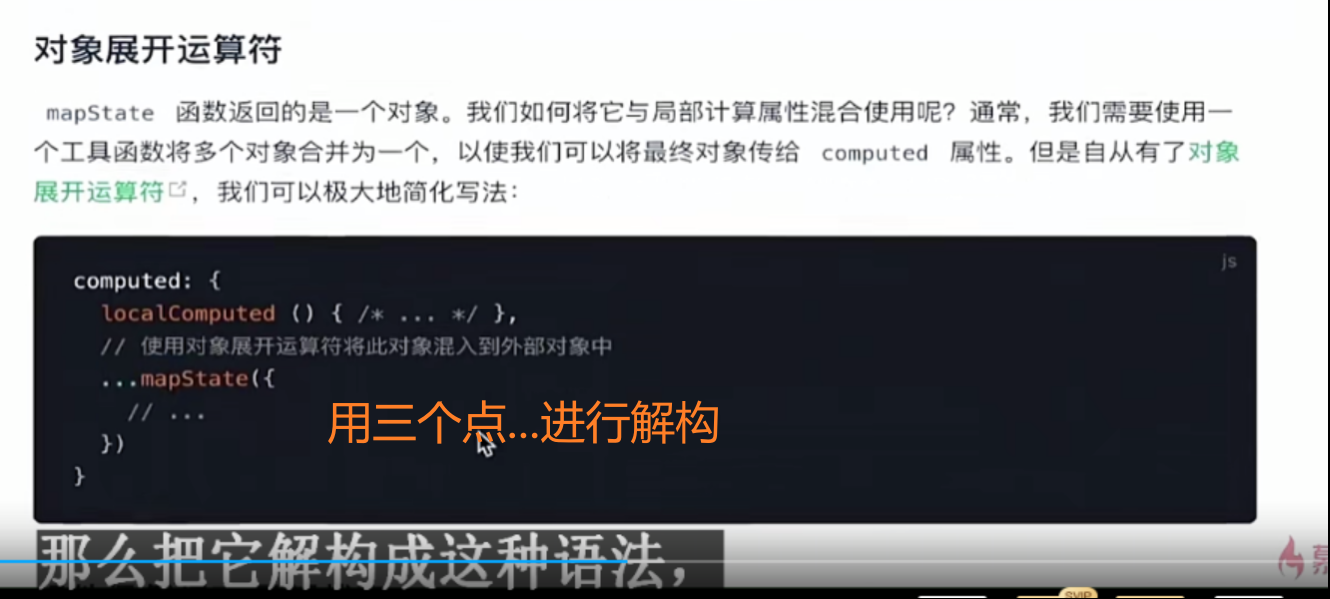 对象展开运算符
mapState 函数返回的是一个对象。我们如何将它与局部计算属性混合使用呢？通常，我们需要使用一
个工具函数将多个对象合并为一个，以使我们可以将最终对象传给 computed 属性。但是自从有了对象
展开运算符，我们可以极大地简化写法：
js
computed: {
localComputed () { /* ... */ },
// 使用对象展开运算符将此对象混入到外部对象中
...mapState({
// ...
用三个点...进行解构
})
}
那么把它解构成这种语法，
SVIP